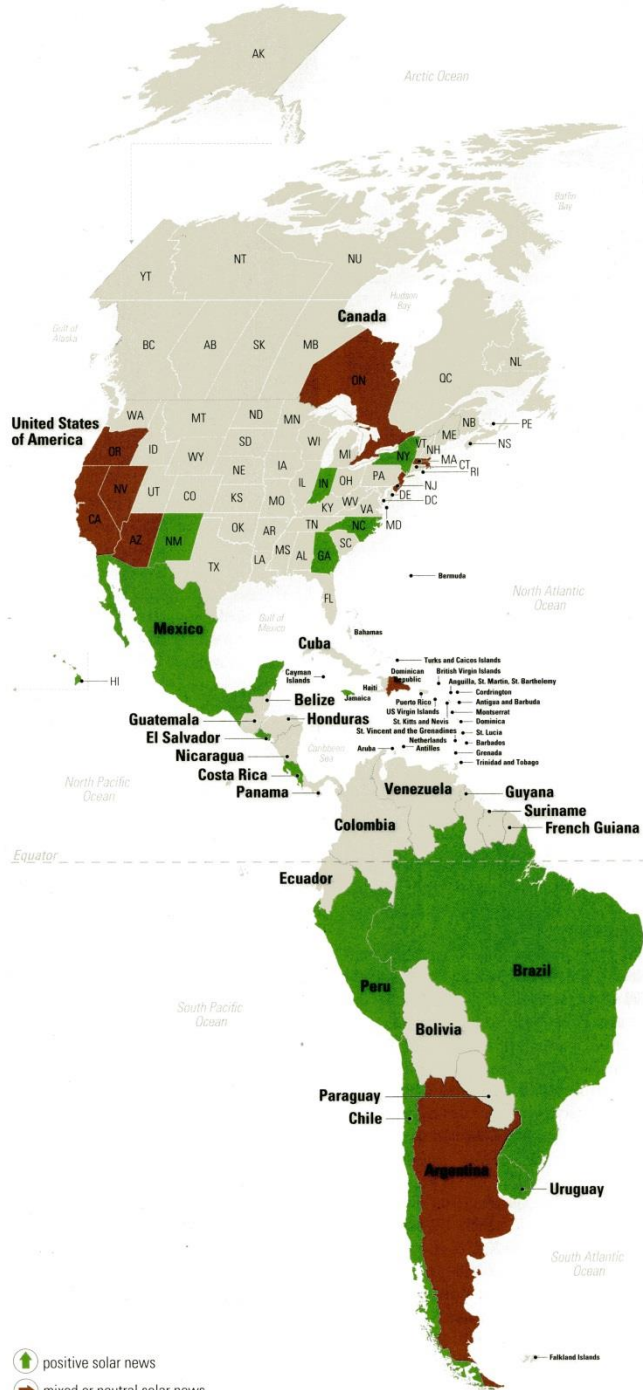 AK
Arctic Ocean
Baffin
Bay
NT
NU
YT
Hudson
Bay
Gulf of
Alaska
Canada
BC
AB
SK
MB
ON
QC
NL
United States
of America
WA
MT
ND
MN
NB
PE
ME
NS
VT
NH
OR
ID
WY
SD
WI
MI
NY
MA
CT
RI
NV
UT
NE
IA
IL
IN
OH
PA
NJ
DE
DC
CA
CO
KS
MO
KY
WV
VA
MD
AZ
NM
OK
AR
TN
NC
SC
TX
LA
MS
AL
GA
FL
Bermuda
North Atlantic
Ocean
Mexico
Gulf of
Mexico
Cuba
Bahamas
HI
Cayman
Islands
Haiti
Jamaica
Dominican
Republic
Turks and Caicos Islands
British Virgin Islands
Anguilla, St. Martin, St. Barthelemy
Cordrington
Puerto Rico
Antigua and Barbuda
US Virgin Islands
Montserrat
St. Kitts and Nevis
Dominica
St. Vincent and the Grenadines
St. Lucia
Netherlands
Antilles
Barbados
Aruba
Grenada
Trinidad and Tobago
Belize
Guatemala
Honduras
El Salvador
Nicaragua
Caribbean
Sea
Costa Rica
Panama
North Pacific
Ocean
Venezuela
Guyana
Suriname
French Guiana
Colombia
Equator
Ecuador
Peru
Brazil
South Pacific
Ocean
Bolivia
Paraguay
Chile
Argentina
Uruguay
South Atlantic
Ocean
Falkland Islands
positive solar news
mixed or neutral solar news